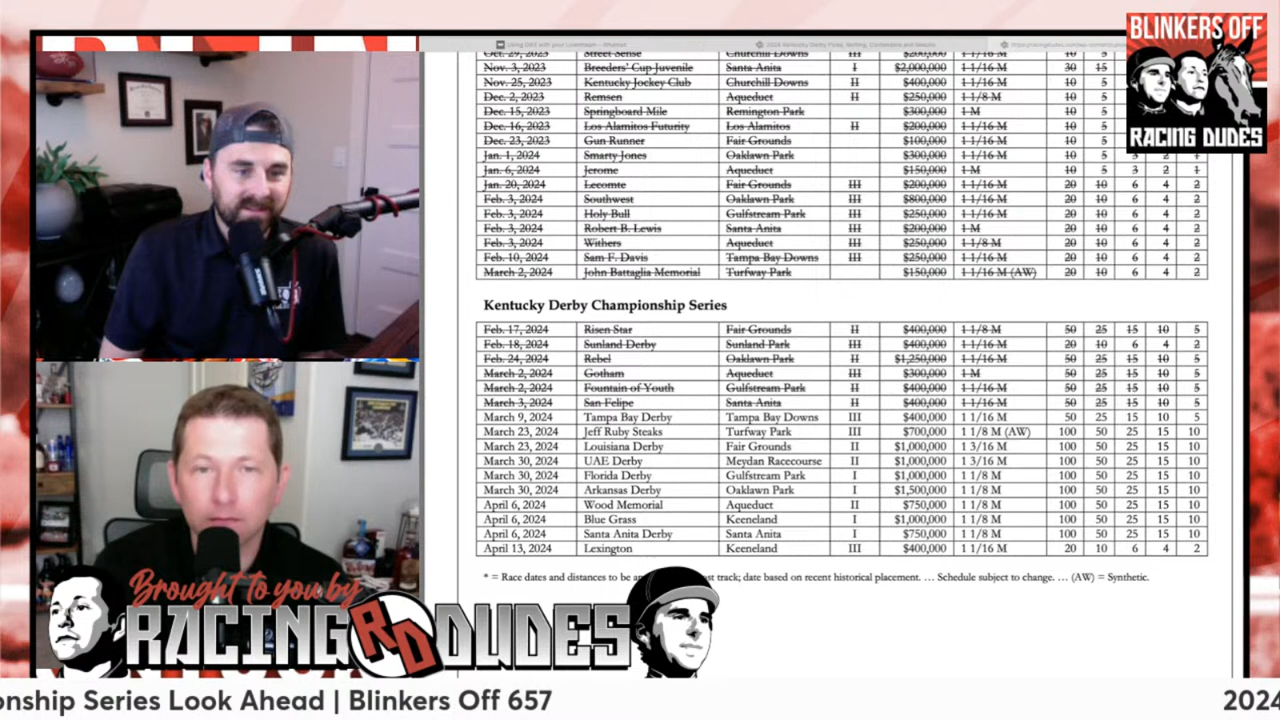 BLINKERS OFF
RACING DUDES
Oct. 29, 2023 Street Sense Churchill Downs III $200,000 1 1/16 M 10 5
Nov. 3, 2023 Breeders' Cup Juvenile Santa Anita I $2,000,000 1 1/16 M 30 15
Nov. 25, 2023 Kentucky Jockey Club Churchill Downs II $400,000 1 1/16 M 10 5
Dec. 2, 2023 Remsen Aqueduct II $250,000 1 1/8 M 10 5
Dec. 15, 2023 Springboard Mile Remington Park $300,000 1 M 10 5
Dec. 16, 2023 Los Alamitos Futurity Los Alamitos II $200,000 1 1/16 M 10 5
Dec. 23, 2023 Gun Runner Fair Grounds $100,000 1 1/16 M 10 5
Jan. 1, 2024 Smarty Jones Oaklawn Park $300,000 1 1/16 M 10 5 3 2 1
Jan. 6, 2024 Jerome Aqueduct $150,000 1 M 10 5 3 2 1
Jan. 20, 2024 Lecomte Fair Grounds III $200,000 1 1/16 M 20 10 6 4 2
Feb. 3, 2024 Southwest Oaklawn Park III $800,000 1 1/16 M 20 10 6 4 2
Feb. 3, 2024 Holy Bull Gulfstream Park III $250,000 1 1/16 M 20 10 6 4 2
Feb. 3, 2024 Robert B. Lewis Santa Anita III $200,000 1 M 20 10 6 4 2
Feb. 3, 2024 Withers Aqueduct III $250,000 1 1/8 M 20 10 6 4 2
Feb. 10, 2024 Sam F. Davis Tampa Bay Downs III $250,000 1 1/16 M 20 10 6 4 2
March 2, 2024 John Battaglia Memorial Turfway Park $150,000 1 1/16 M (AW) 20 10 6 4 2
Kentucky Derby Championship Series
Feb. 17, 2024 Risen Star Fair Grounds II $400,000 1 1/8 M 50 25 15 10 5
Feb. 18, 2024 Sunland Derby Sunland Park III $400,000 1 1/16 M 20 10 6 4 2
Feb. 24, 2024 Rebel Oaklawn Park II $1,250,000 1 1/16 M 50 25 15 10 5
March 2, 2024 Gotham Aqueduct III $300,000 1 M 50 25 15 10 5
March 2, 2024 Fountain of Youth Gulfstream Park II $400,000 1 1/16 M 50 25 15 10 5
March 3, 2024 San Felipe Santa Anita II $400,000 1 1/16 M 50 25 15 10 5
March 9, 2024 Tampa Bay Derby Tampa Bay Downs III $400,000 1 1/16 M 50 25 15 10 5
March 23, 2024 Jeff Ruby Steaks Turfway Park III $700,000 1 1/8 M (AW) 100 50 25 15 10
March 23, 2024 Louisiana Derby Fair Grounds II $1,000,000 1 3/16 M 100 50 25 15 10
March 30, 2024 UAE Derby Meydan Racecourse II $1,000,000 1 3/16 M 100 50 25 15 10
March 30, 2024 Florida Derby Gulfstream Park I $1,000,000 1 1/8 M 100 50 25 15 10
March 30, 2024 Arkansas Derby Oaklawn Park I $1,500,000 1 1/8 M 100 50 25 15 10
April 6, 2024 Wood Memorial Aqueduct II $750,000 1 1/8 M 100 50 25 15 10
April 6, 2024 Blue Grass Keeneland I $1,000,000 1 1/8 M 100 50 25 15 10
April 6, 2024 Santa Anita Derby Santa Anita I $750,000 1 1/8 M 100 50 25 15 10
April 13, 2024 Lexington Keeneland III $400,000 1 1/16 M 20 10 6 4 2
* = Race dates and distances to be track; date based on recent historical placement. … Schedule subject to change. … (AW) = Synthetic.
Brought to you by
RACING RD DUDES
onship Series Look Ahead | Blinkers Off 657 2024